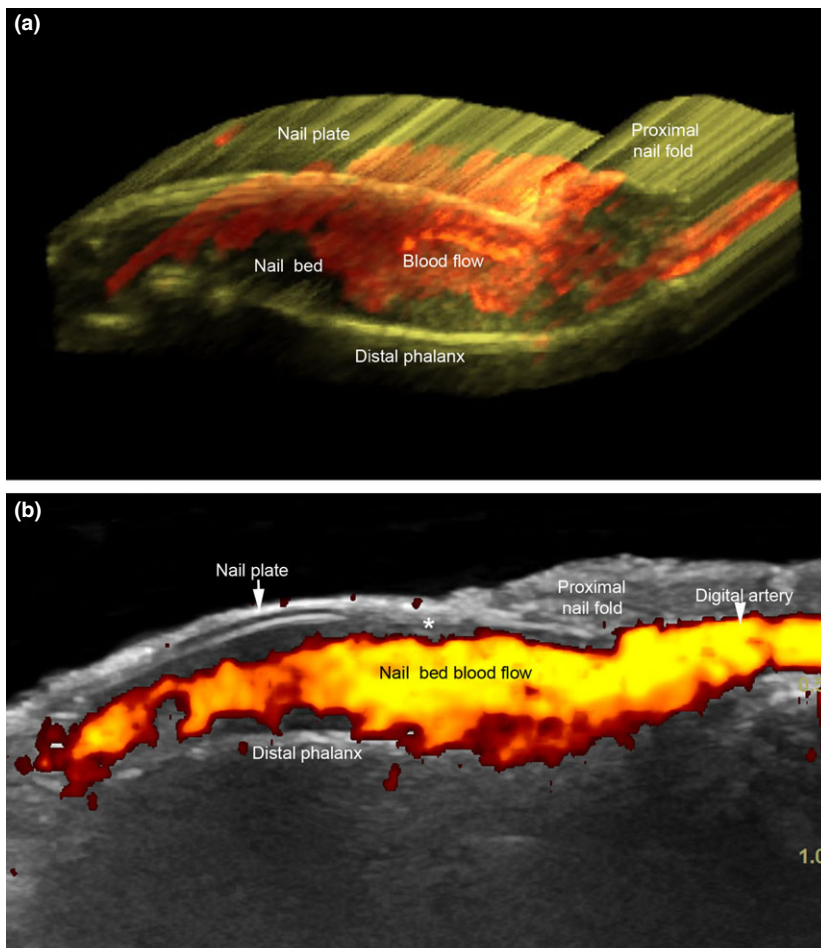 (a)
Nail plate
Proximal
nail fold
Nail bed
Blood flow
Distal phalanx
(b)
Nail plate
Proximal
nail fold
Digital artery
*
Nail bed blood flow
Distal phalanx
1.0